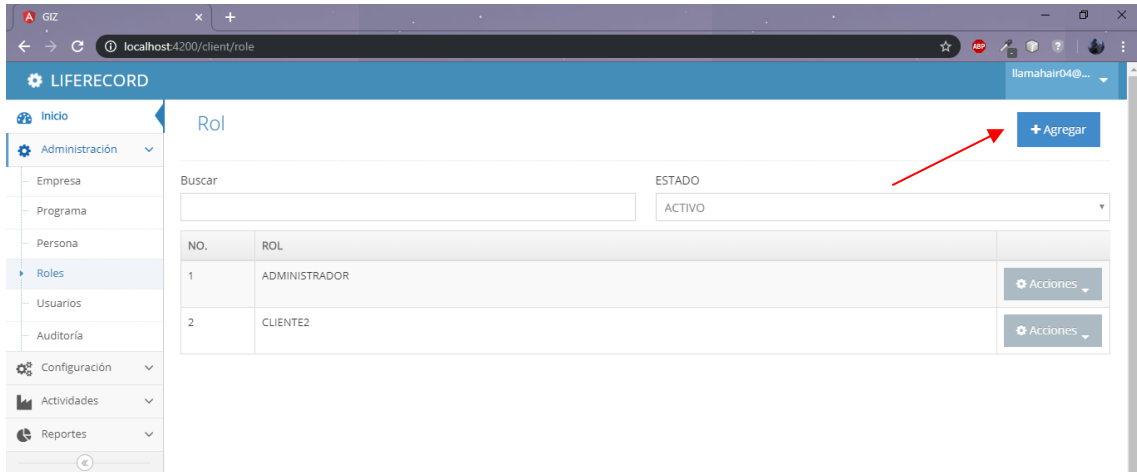 GIZ
localhost:4200/client/role
ABP
LIFERECORD
llamahair04@...
Inicio
Rol
Agregar
Administración
Empresa
Buscar
ESTADO
Programa
ACTIVO
Persona
NO. ROL
Roles
1 ADMINISTRADOR
Acciones
Usuarios
2 CLIENTE2
Acciones
Auditoría
Configuración
Actividades
Reportes